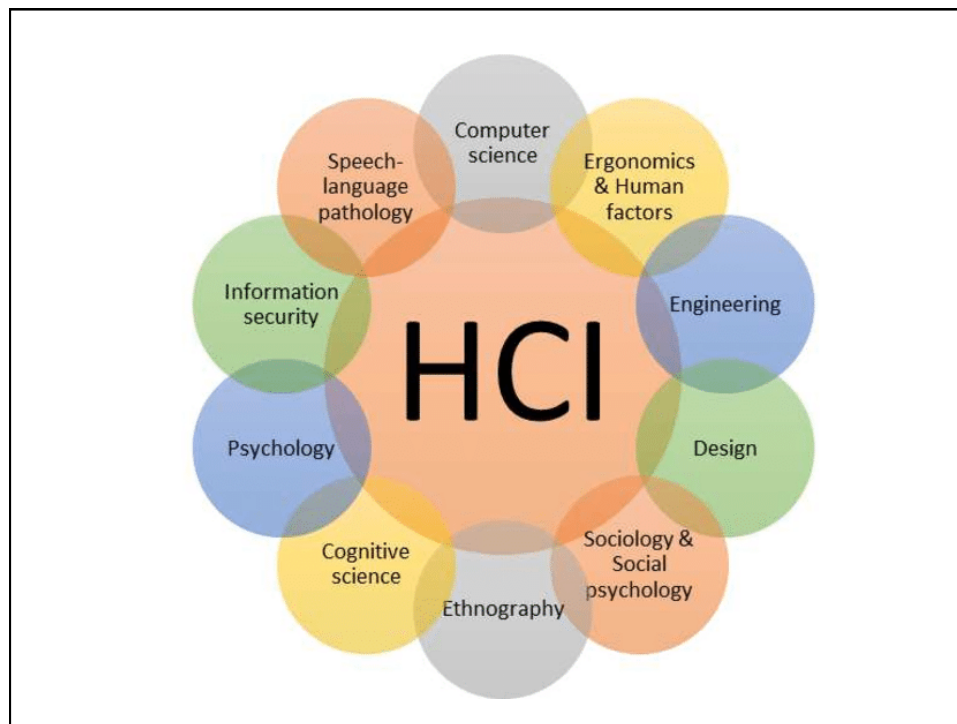 Computer
science
Ergonomics
& Human
factors
Engineering
Design
Sociology &
Social
psychology
Ethnography
Cognitive
science
Psychology
Information
security
Speech-
language
pathology
HCI